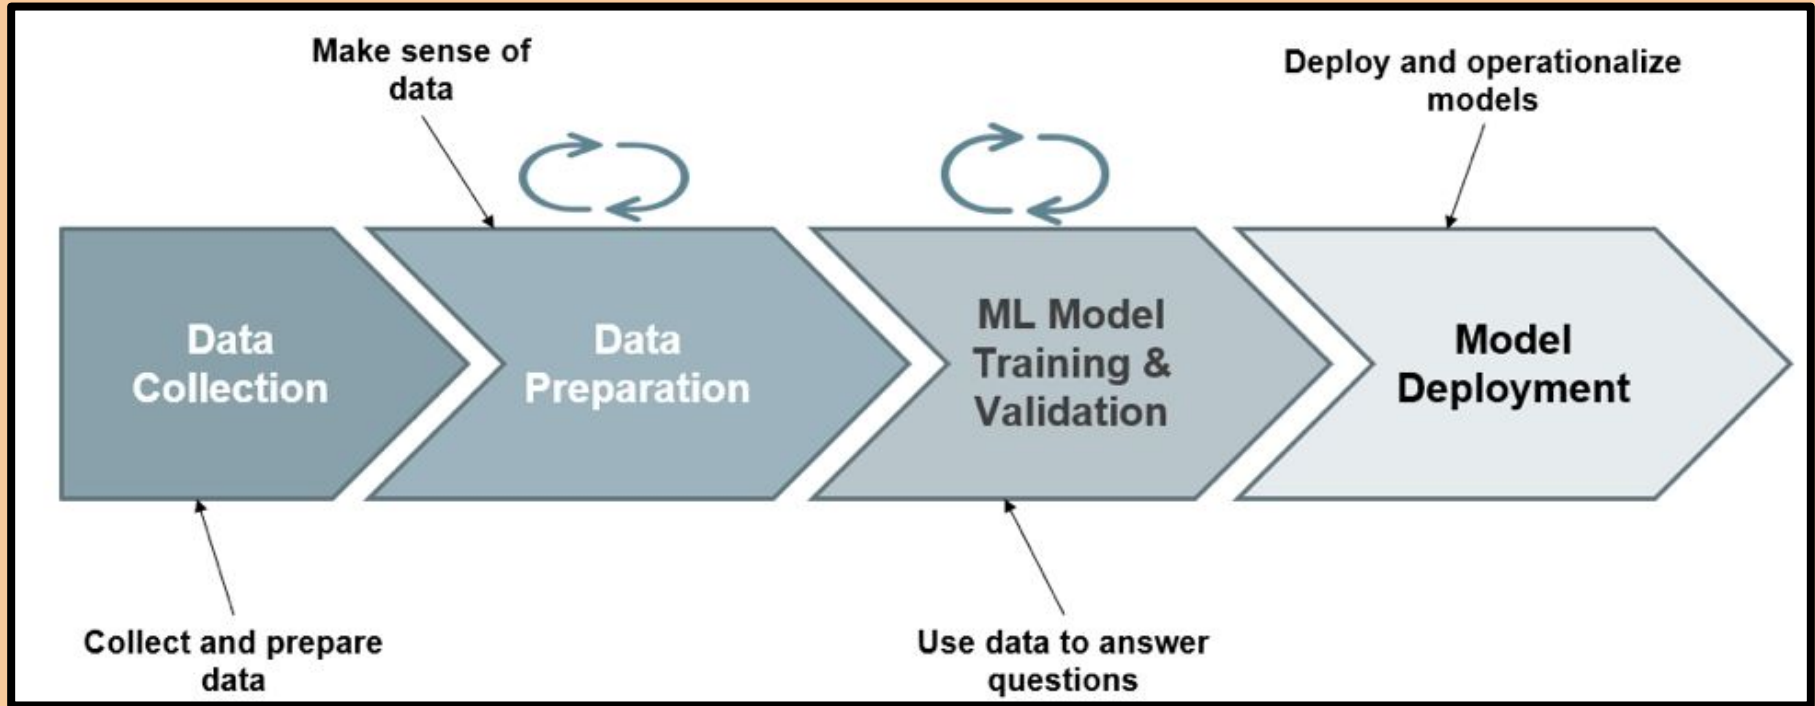 Make sense of
data
Deploy and operationalize
models
Data
Collection
Data
Preparation
ML Model
Training &
Validation
Model
Deployment
Collect and prepare
data
Use data to answer
questions